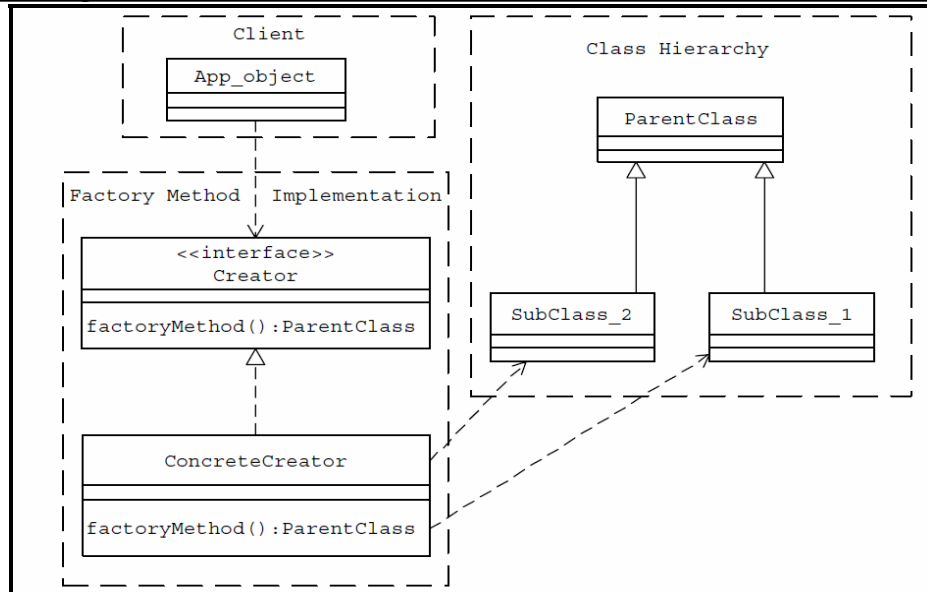 Client
App_object
Factory Method Implementation
<<interface>>
Creator
factoryMethod():ParentClass
ConcreteCreator
factoryMethod():ParentClass
Class Hierarchy
ParentClass
SubClass_2
SubClass_1